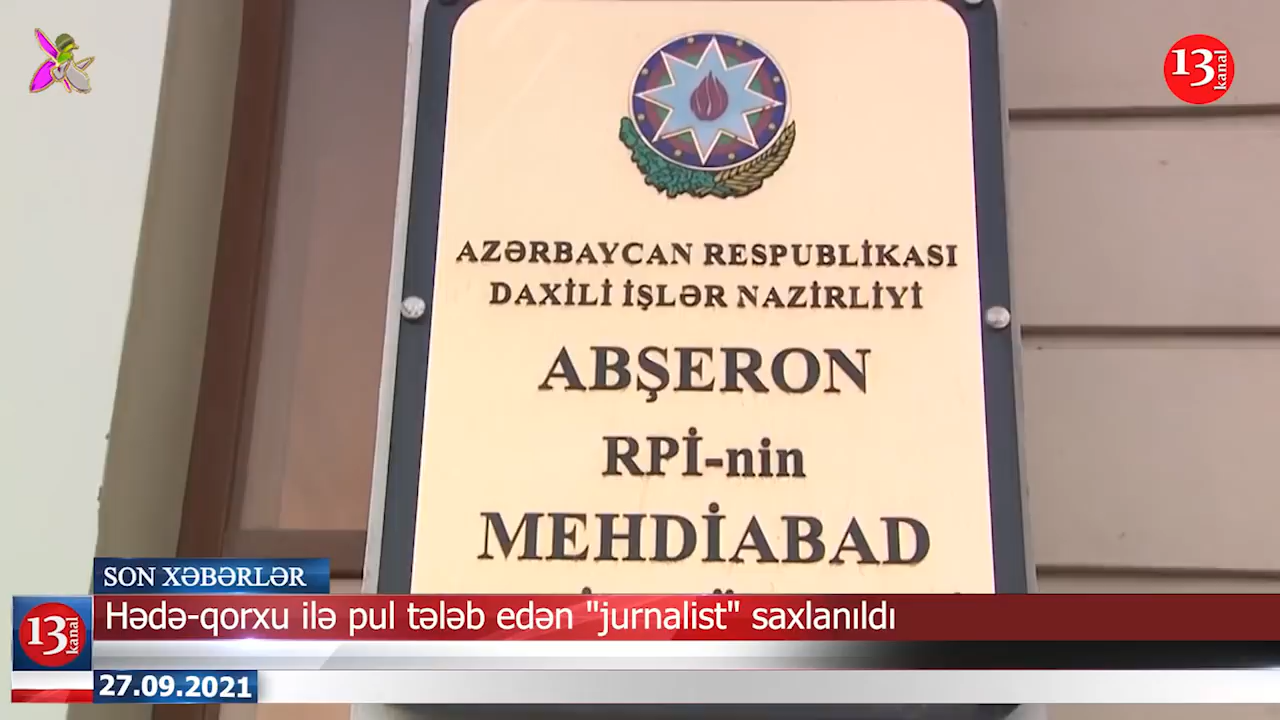 13 kanal
AZƏRBAYCAN RESPUBLİKASI
DAXİLİ İŞLƏR NAZİRLİYİ
ABŞERON
RPİ-nin
MEHDİABAD
SON XƏBƏRLƏR
Hədə-qorxu ilə pul tələb edən "jurnalist" saxlanıldı
13 kanal
27.09.2021